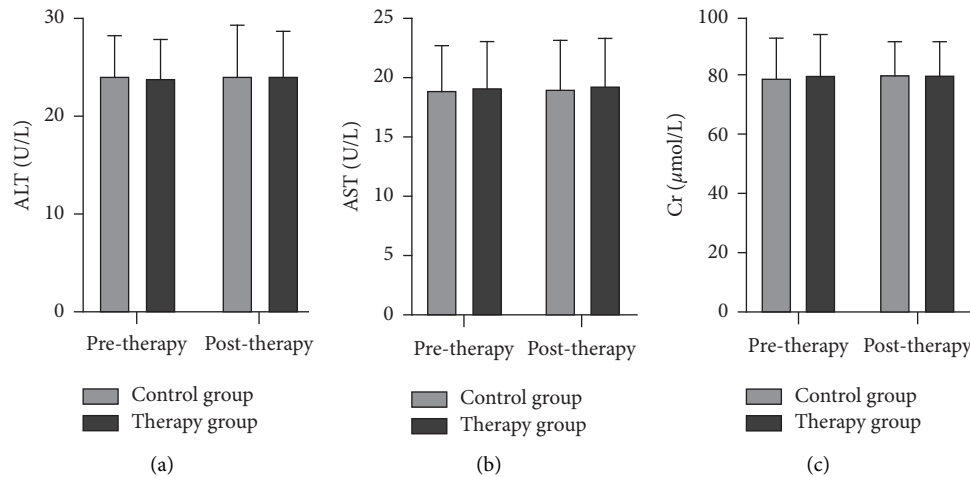 30
20
10
0
ALT (U/L)
Pre-therapy Post-therapy
Control group
Therapy group
(a)
25
20
15
10
5
0
AST (U/L)
Pre-therapy Post-therapy
Control group
Therapy group
(b)
100
80
60
40
20
0
Cr (μmol/L)
Pre-therapy Post-therapy
Control group
Therapy group
(c)